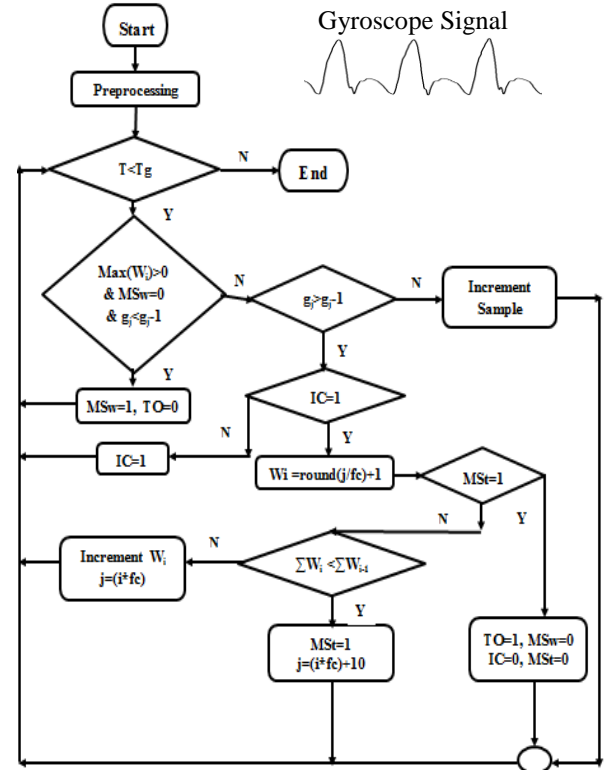 Gyroscope Signal
Start
Preprocessing
T<Tg
N
End
Y
Max(Wᵢ)>0
& MSw=0
& gⱼ<gⱼ-1
N
gⱼ>gⱼ-1
N
Increment
Sample
Y
Y
MSw=1, TO=0
IC=1
N
Y
IC=1
Wi =round(j/fc)+1
MSt=1
N
Y
Increment Wᵢ
j=(i*fc)
N
∑Wᵢ <∑Wᵢ₋₁
Y
MSt=1
j=(i*fc)+10
TO=1, MSw=0
IC=0, MSt=0